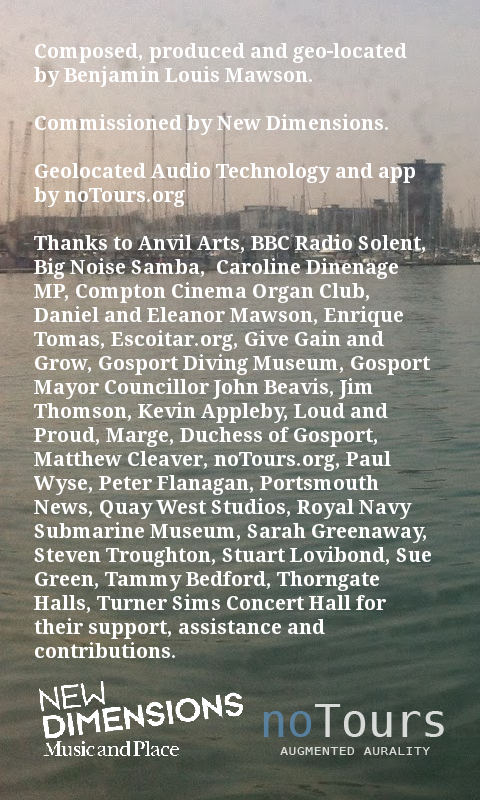 Composed, produced and geo-located
by Benjamin Louis Mawson.
Commissioned by New Dimensions.
Geolocated Audio Technology and app
by noTours.org
Thanks to Anvil Arts, BBC Radio Solent,
Big Noise Samba,  Caroline Dinenage
MP, Compton Cinema Organ Club,
Daniel and Eleanor Mawson, Enrique
Tomas, Escoitar.org, Give Gain and
Grow, Gosport Diving Museum, Gosport
Mayor Councillor John Beavis, Jim
Thomson, Kevin Appleby, Loud and
Proud, Marge, Duchess of Gosport,
Matthew Cleaver, noTours.org, Paul
Wyse, Peter Flanagan, Portsmouth
News, Quay West Studios, Royal Navy
Submarine Museum, Sarah Greenaway,
Steven Troughton, Stuart Lovibond, Sue
Green, Tammy Bedford, Thorngate
Halls, Turner Sims Concert Hall for
their support, assistance and
contributions.
NEW
DIMENSIONS
Music and Place
noTours
AUGMENTED AURALITY